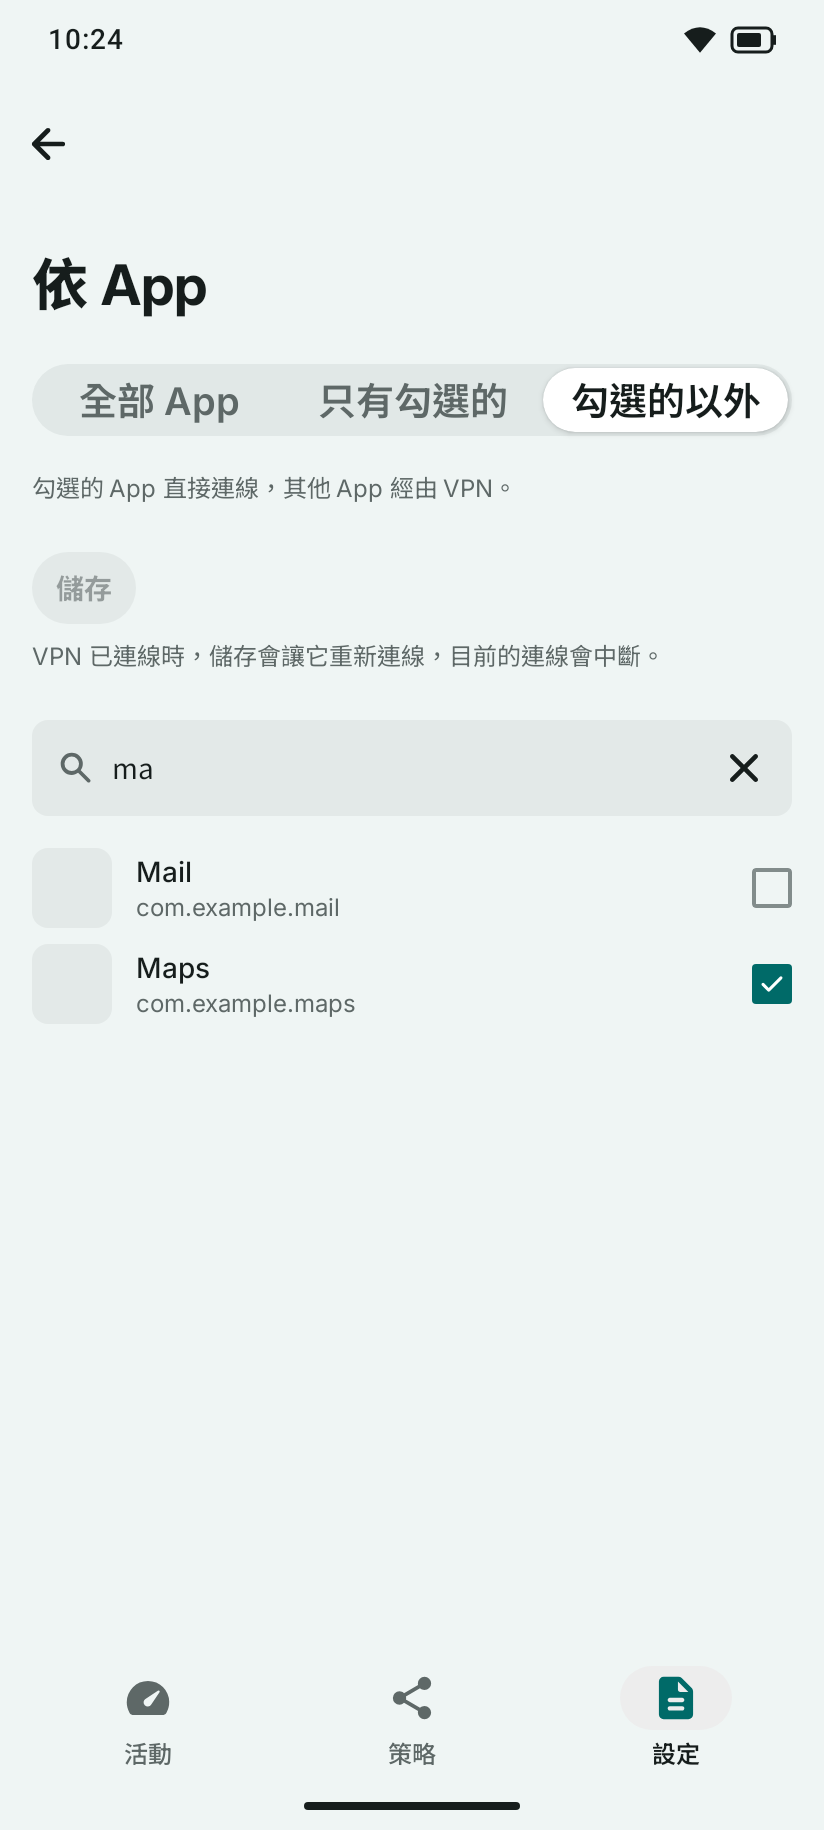 10:24
依 App
全部 App
只有勾選的
勾選的以外
勾選的 App 直接連線，其他 App 經由 VPN。
儲存
VPN 已連線時，儲存會讓它重新連線，目前的連線會中斷。
ma
Mail
com.example.mail
Maps
com.example.maps
活動
策略
設定